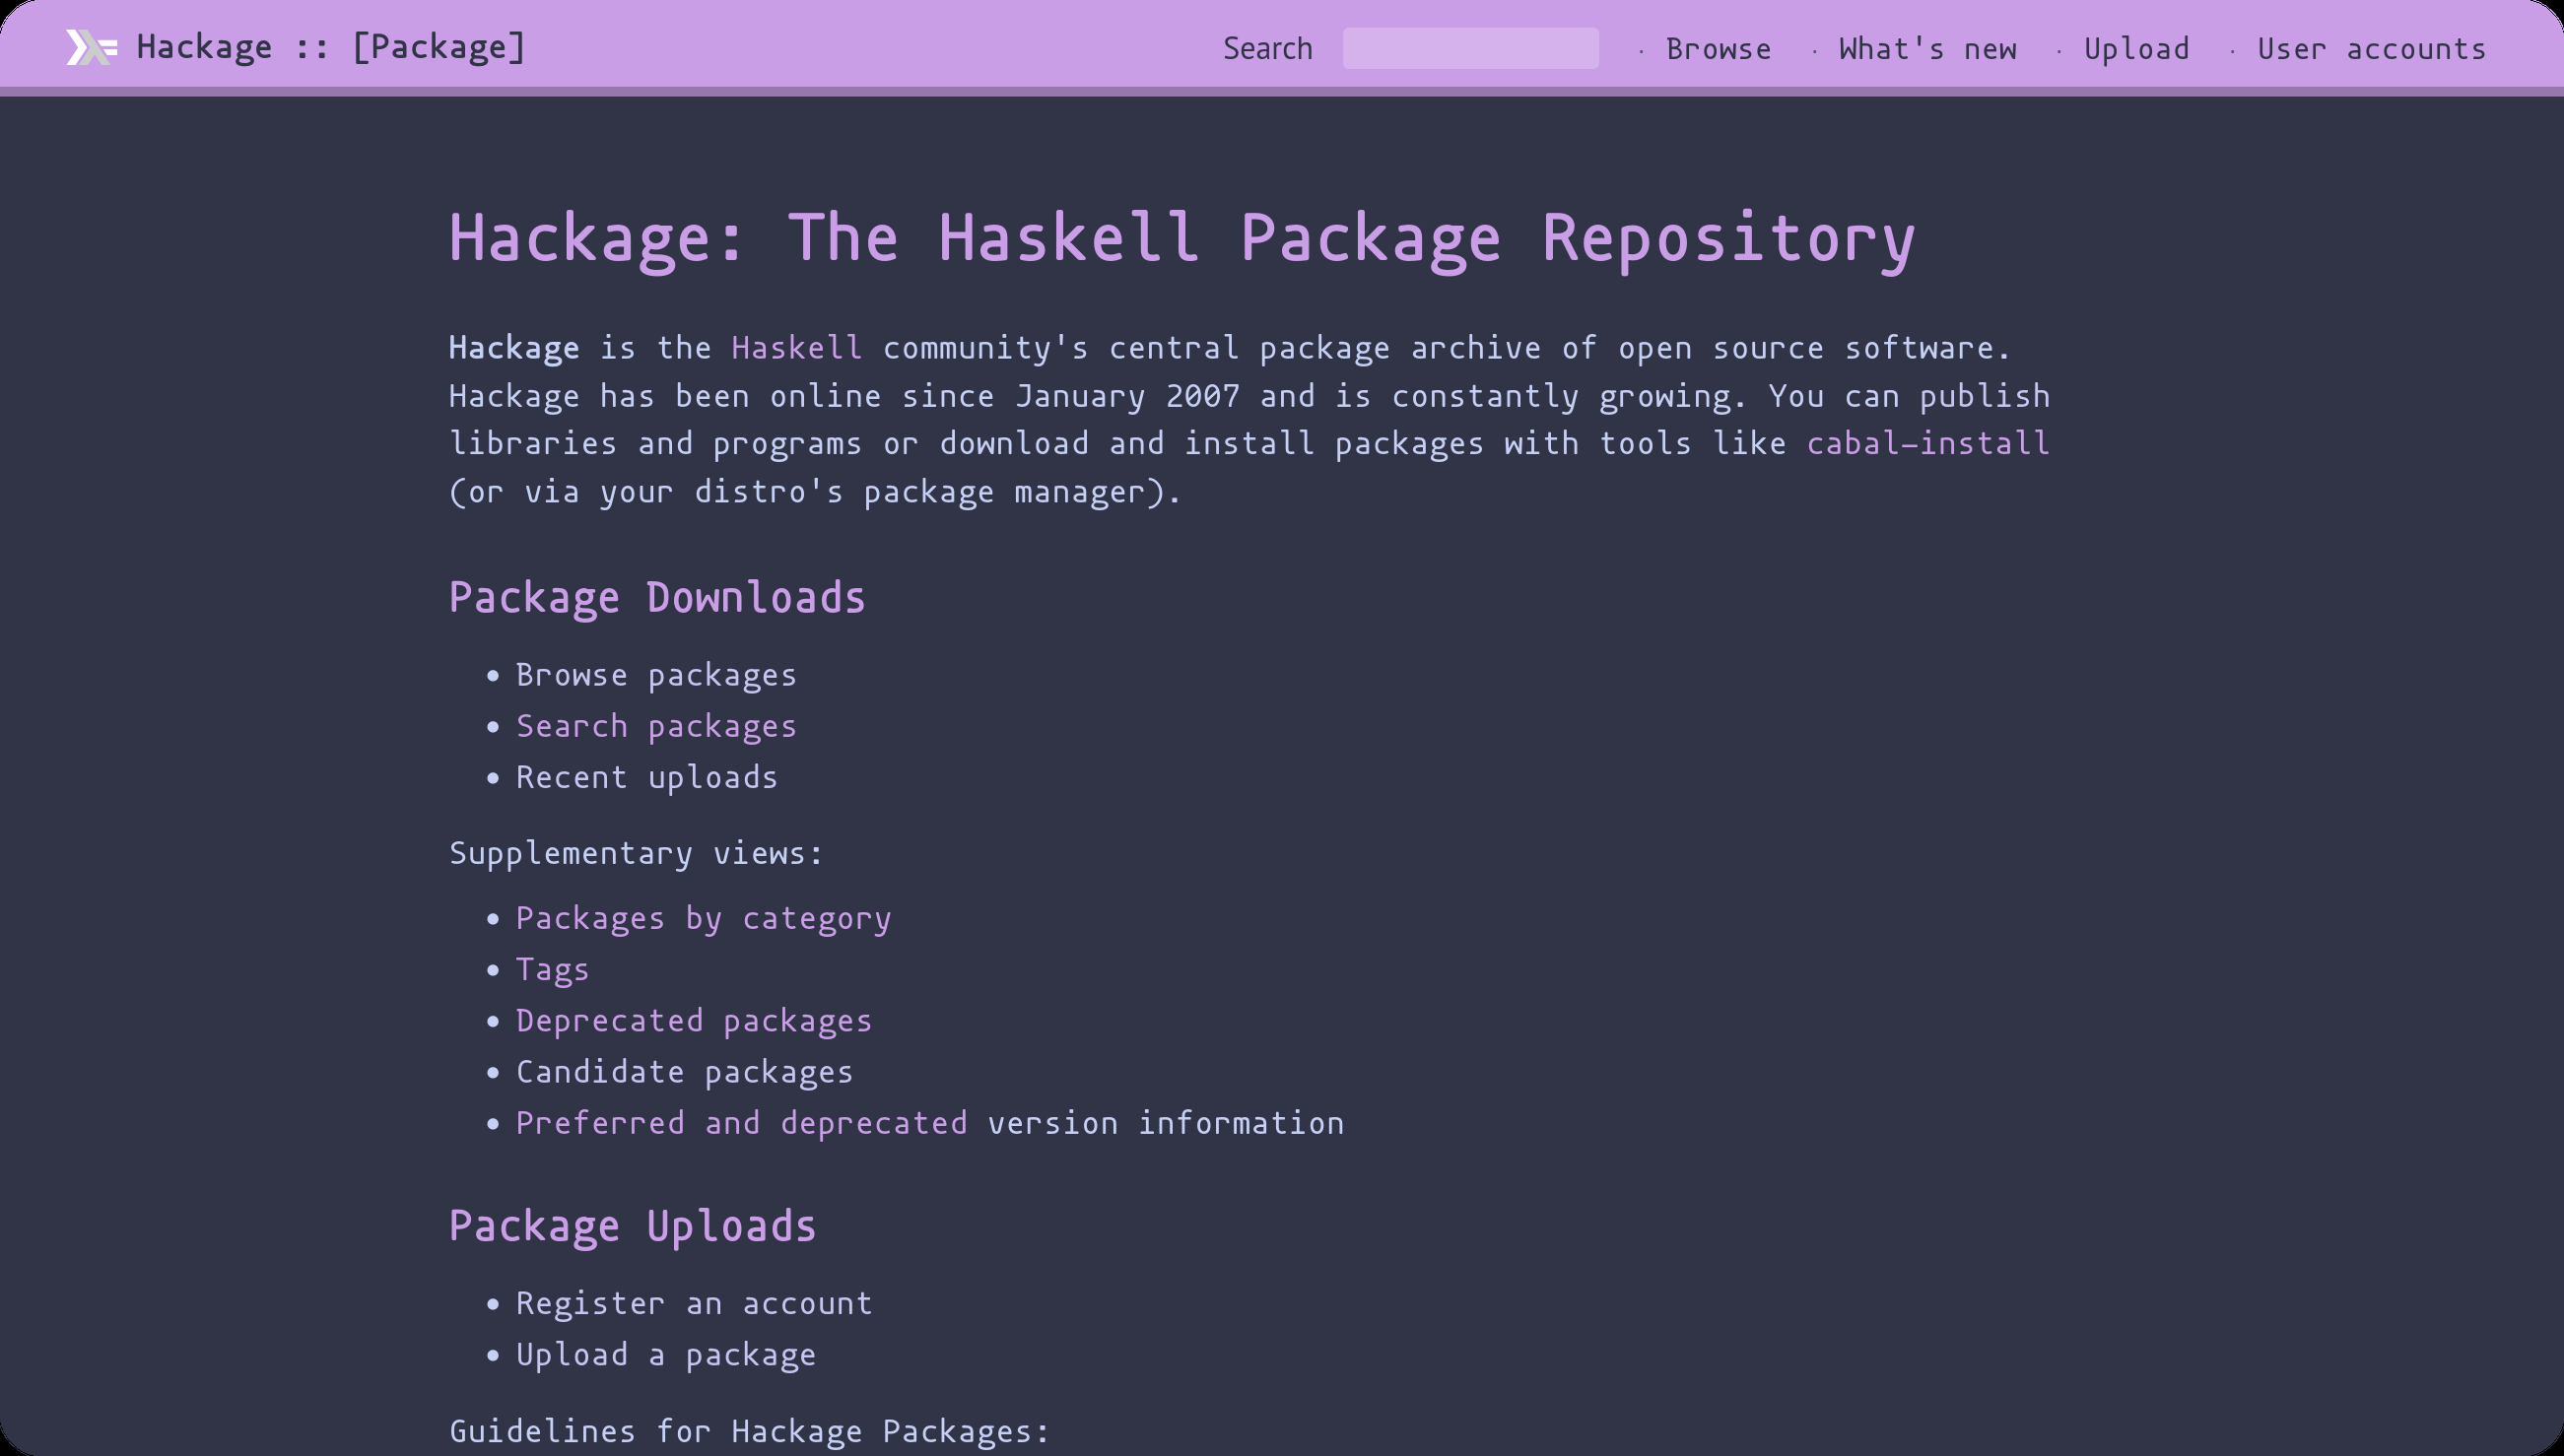 Hackage :: [Package]
Search · Browse · What's new · Upload · User accounts
Hackage: The Haskell Package Repository
Hackage is the Haskell community's central package archive of open source software.
Hackage has been online since January 2007 and is constantly growing. You can publish
libraries and programs or download and install packages with tools like cabal-install
(or via your distro's package manager).
Package Downloads
• Browse packages
• Search packages
• Recent uploads
Supplementary views:
• Packages by category
• Tags
• Deprecated packages
• Candidate packages
• Preferred and deprecated version information
Package Uploads
• Register an account
• Upload a package
Guidelines for Hackage Packages: